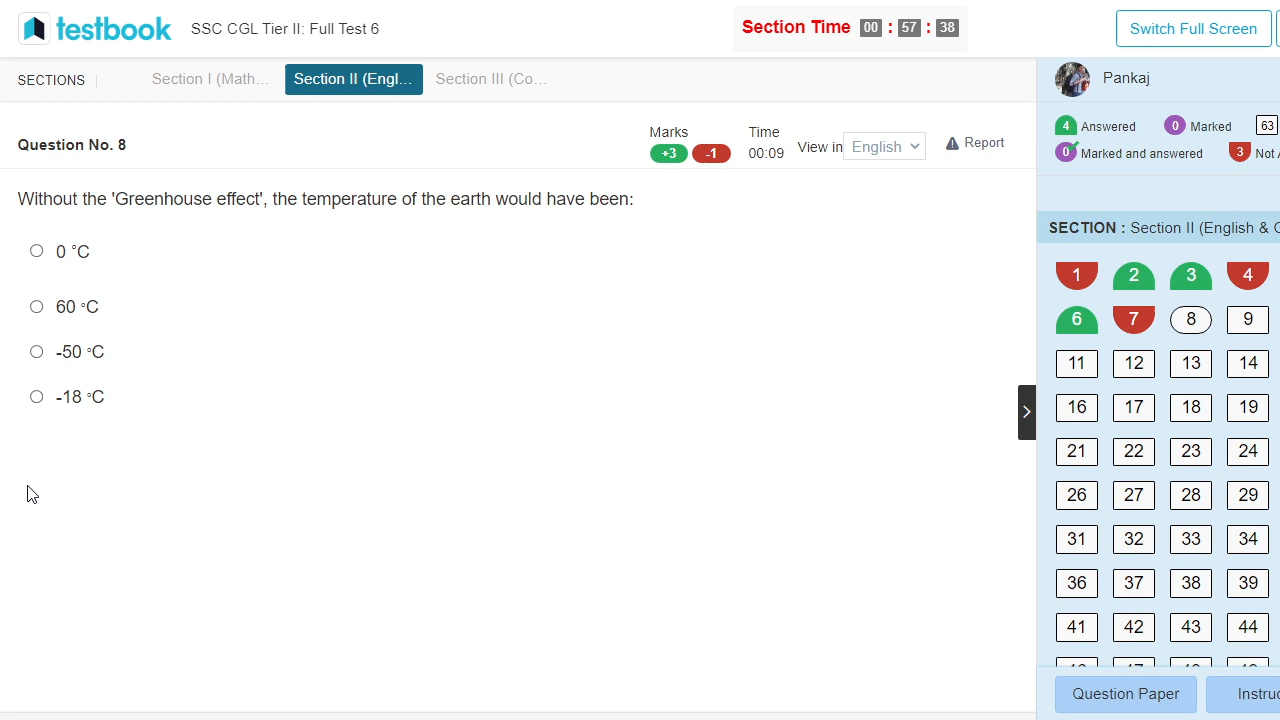 testbook SSC CGL Tier II: Full Test 6 Section Time 00 : 57 : 38 Switch Full Screen
SECTIONS Section I (Math... Section II (Engl... Section III (Co...
Pankaj
4 Answered 0 Marked 63
0 Marked and answered 3 Not
Question No. 8
Marks
+3 -1
Time
00:09
View in English Report
Without the 'Greenhouse effect', the temperature of the earth would have been:
0 °C
60 °C
-50 °C
-18 °C
SECTION : Section II (English &
1 2 3 4
6 7 8 9
11 12 13 14
16 17 18 19
21 22 23 24
26 27 28 29
31 32 33 34
36 37 38 39
41 42 43 44
Question Paper